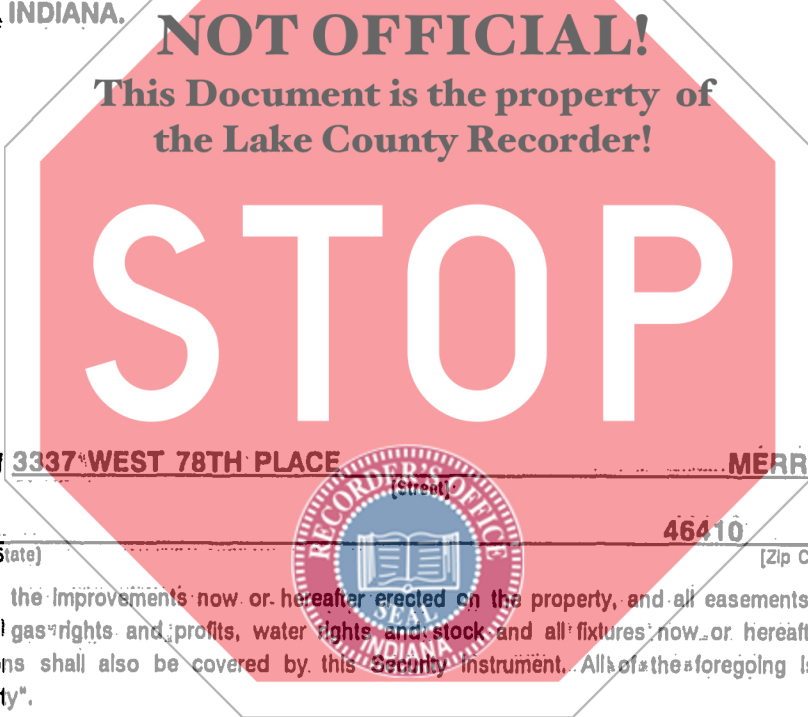 INDIANA.
NOT OFFICIAL!
This Document is the property of
the Lake County Recorder!
STOP
3337 WEST 78TH PLACE MERR
[Street]
46410
State] [Zip C
RECORDER'S OFFICE
SEAL
INDIANA
the improvements now or hereafter erected on the property, and all easements
gas rights and profits, water rights and stock and all fixtures now or hereaft
ns shall also be covered by this Security Instrument. All of the foregoing is
ty".